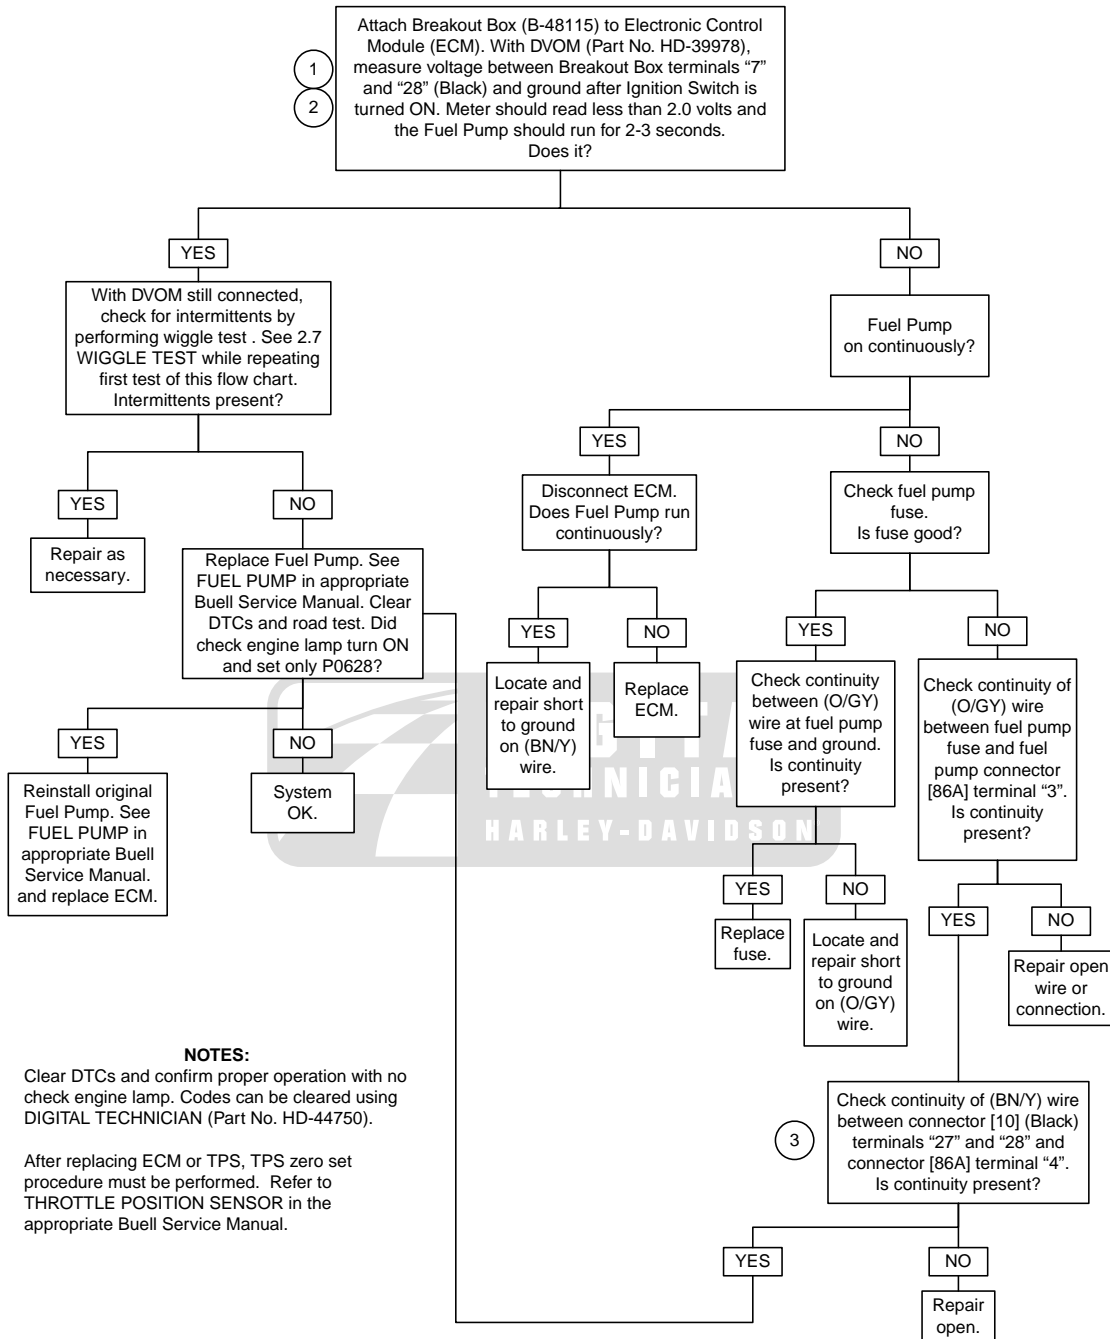 Attach Breakout Box (B-48115) to Electronic Control
Module (ECM). With DVOM (Part No. HD-39978),
measure voltage between Breakout Box terminals “7”
and “28” (Black) and ground after Ignition Switch is
turned ON. Meter should read less than 2.0 volts and
the Fuel Pump should run for 2-3 seconds.
Does it?
1
2
YES
NO
With DVOM still connected,
check for intermittents by
performing wiggle test . See 2.7
WIGGLE TEST while repeating
first test of this flow chart.
Intermittents present?
Fuel Pump
on continuously?
YES
NO
YES
NO
Repair as
necessary.
Replace Fuel Pump. See
FUEL PUMP in appropriate
Buell Service Manual. Clear
DTCs and road test. Did
check engine lamp turn ON
and set only P0628?
Disconnect ECM.
Does Fuel Pump run
continuously?
Check fuel pump
fuse.
Is fuse good?
YES
NO
YES
NO
YES
NO
Reinstall original
Fuel Pump. See
FUEL PUMP in
appropriate Buell
Service Manual.
and replace ECM.
System
OK.
Locate and
repair short
to ground
on (BN/Y)
wire.
Replace
ECM.
Check continuity
between (O/GY)
wire at fuel pump
fuse and ground.
Is continuity
present?
Check continuity of
(O/GY) wire
between fuel pump
fuse and fuel
pump connector
[86A] terminal “3”.
Is continuity
present?
HARLEY-DAVIDSON
YES
NO
YES
NO
Replace
fuse.
Locate and
repair short
to ground
on (O/GY)
wire.
Repair open
wire or
connection.
NOTES:
Clear DTCs and confirm proper operation with no
check engine lamp. Codes can be cleared using
DIGITAL TECHNICIAN (Part No. HD-44750).
After replacing ECM or TPS, TPS zero set
procedure must be performed.  Refer to
THROTTLE POSITION SENSOR in the
appropriate Buell Service Manual.
3
Check continuity of (BN/Y) wire
between connector [10] (Black)
terminals “27” and “28” and
connector [86A] terminal “4”.
Is continuity present?
YES
NO
Repair
open.